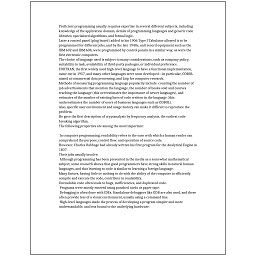 Proficient programming usually requires expertise in several different subjects, including
knowledge of the application domain, details of programming languages and generic code
libraries, specialized algorithms, and formal logic.
Later a control panel (plug board) added to his 1906 Type I Tabulator allowed it to be
programmed for different jobs, and by the late 1940s, unit record equipment such as the
IBM 602 and IBM 604, were programmed by control panels in a similar way, as were the
first electronic computers.
The choice of language used is subject to many considerations, such as company policy,
suitability to task, availability of third-party packages, or individual preference.
FORTRAN, the first widely used high-level language to have a functional implementation,
came out in 1957, and many other languages were soon developed—in particular, COBOL
aimed at commercial data processing, and Lisp for computer research.
Methods of measuring programming language popularity include: counting the number of
job advertisements that mention the language, the number of books sold and courses
teaching the language (this overestimates the importance of newer languages), and
estimates of the number of existing lines of code written in the language (this
underestimates the number of users of business languages such as COBOL).
Also, specific user environment and usage history can make it difficult to reproduce the
problem.
He gave the first description of cryptanalysis by frequency analysis, the earliest code-
breaking algorithm.
The following properties are among the most important:

In computer programming, readability refers to the ease with which a human reader can
comprehend the purpose, control flow, and operation of source code.
However, Charles Babbage had already written his first program for the Analytical Engine in
1837.
Their jobs usually involve:
Although programming has been presented in the media as a somewhat mathematical
subject, some research shows that good programmers have strong skills in natural human
languages, and that learning to code is similar to learning a foreign language.
Many factors, having little or nothing to do with the ability of the computer to efficiently
compile and execute the code, contribute to readability.
Unreadable code often leads to bugs, inefficiencies, and duplicated code.
Programs were mostly entered using punched cards or paper tape.
Debugging is often done with IDEs. Standalone debuggers like GDB are also used, and these
often provide less of a visual environment, usually using a command line.
High-level languages made the process of developing a program simpler and more
understandable, and less bound to the underlying hardware.